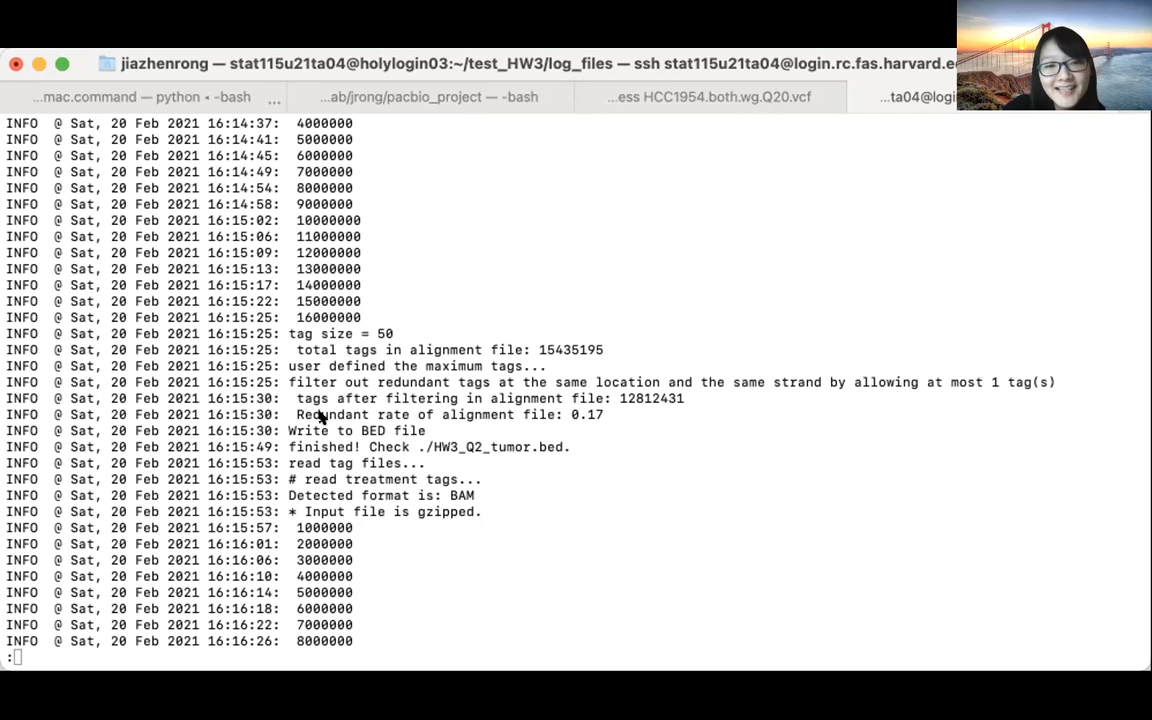 jiazhenrong — stat115u21ta04@holylogin03:~/test_HW3/log_files — ssh stat115u21ta04@login.rc.fas.harvard.e
...mac.command — python • -bash ... ...ab/jrong/pacbio_project — -bash ...ess HCC1954.both.wg.Q20.vcf ...ta04@login
INFO @ Sat, 20 Feb 2021 16:14:37: 4000000
INFO @ Sat, 20 Feb 2021 16:14:41: 5000000
INFO @ Sat, 20 Feb 2021 16:14:45: 6000000
INFO @ Sat, 20 Feb 2021 16:14:49: 7000000
INFO @ Sat, 20 Feb 2021 16:14:54: 8000000
INFO @ Sat, 20 Feb 2021 16:14:58: 9000000
INFO @ Sat, 20 Feb 2021 16:15:02: 10000000
INFO @ Sat, 20 Feb 2021 16:15:06: 11000000
INFO @ Sat, 20 Feb 2021 16:15:09: 12000000
INFO @ Sat, 20 Feb 2021 16:15:13: 13000000
INFO @ Sat, 20 Feb 2021 16:15:17: 14000000
INFO @ Sat, 20 Feb 2021 16:15:22: 15000000
INFO @ Sat, 20 Feb 2021 16:15:25: 16000000
INFO @ Sat, 20 Feb 2021 16:15:25: tag size = 50
INFO @ Sat, 20 Feb 2021 16:15:25: total tags in alignment file: 15435195
INFO @ Sat, 20 Feb 2021 16:15:25: user defined the maximum tags...
INFO @ Sat, 20 Feb 2021 16:15:25: filter out redundant tags at the same location and the same strand by allowing at most 1 tag(s)
INFO @ Sat, 20 Feb 2021 16:15:30: tags after filtering in alignment file: 12812431
INFO @ Sat, 20 Feb 2021 16:15:30: Redundant rate of alignment file: 0.17
INFO @ Sat, 20 Feb 2021 16:15:30: Write to BED file
INFO @ Sat, 20 Feb 2021 16:15:49: finished! Check ./HW3_Q2_tumor.bed.
INFO @ Sat, 20 Feb 2021 16:15:53: read tag files...
INFO @ Sat, 20 Feb 2021 16:15:53: # read treatment tags...
INFO @ Sat, 20 Feb 2021 16:15:53: Detected format is: BAM
INFO @ Sat, 20 Feb 2021 16:15:53: * Input file is gzipped.
INFO @ Sat, 20 Feb 2021 16:15:57: 1000000
INFO @ Sat, 20 Feb 2021 16:16:01: 2000000
INFO @ Sat, 20 Feb 2021 16:16:06: 3000000
INFO @ Sat, 20 Feb 2021 16:16:10: 4000000
INFO @ Sat, 20 Feb 2021 16:16:14: 5000000
INFO @ Sat, 20 Feb 2021 16:16:18: 6000000
INFO @ Sat, 20 Feb 2021 16:16:22: 7000000
INFO @ Sat, 20 Feb 2021 16:16:26: 8000000
: